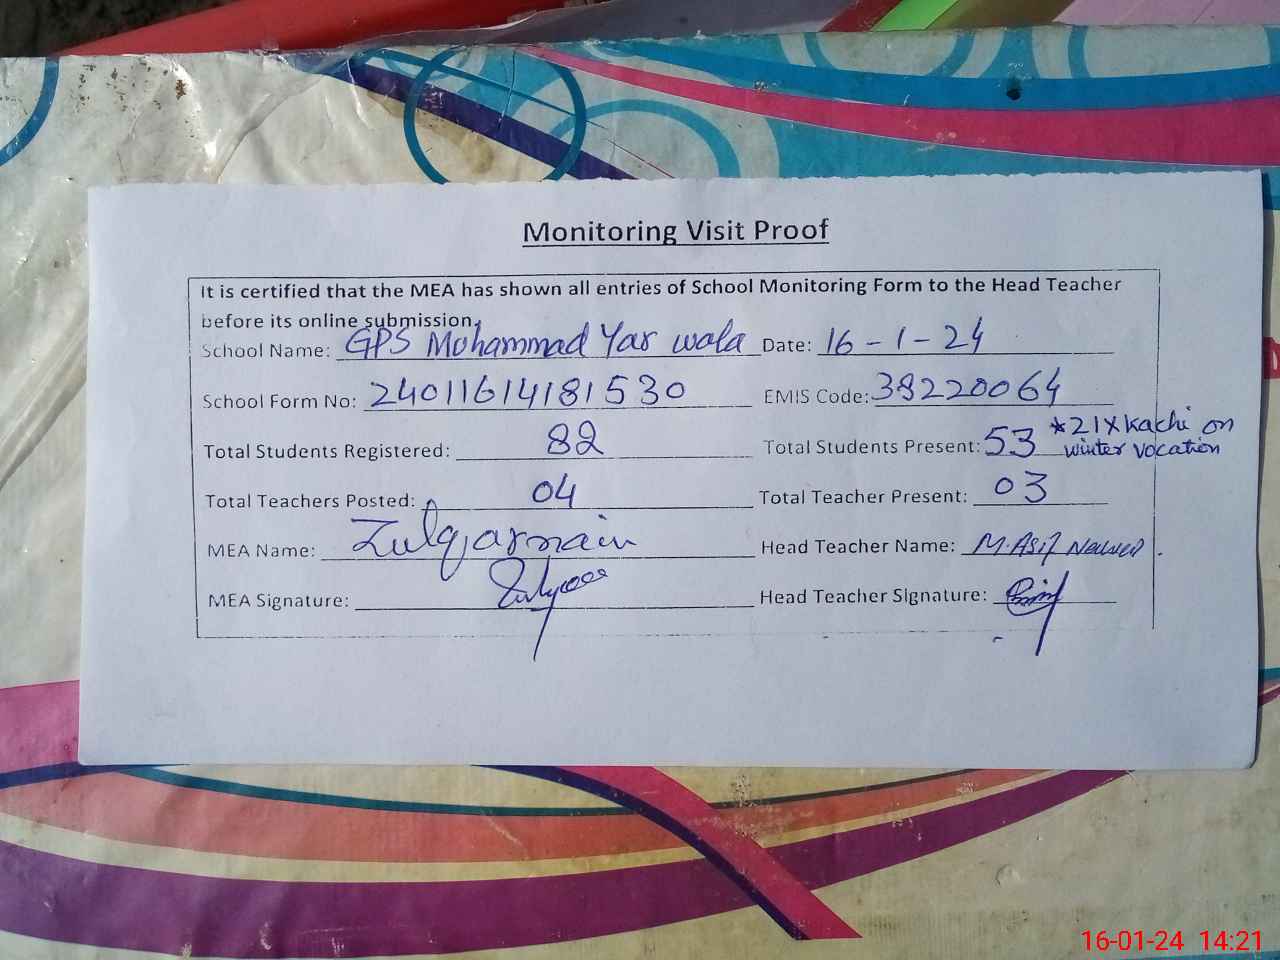 Monitoring Visit Proof
It is certified that the MEA has shown all entries of School Monitoring Form to the Head Teacher
before its online submission.
School Name: GPS Mohammad Yar wala Date: 16-1-24
School Form No: 24011614181530 EMIS Code: 38220064
Total Students Registered: 82 Total Students Present: 53 *21xkachi on
winter vocation
Total Teachers Posted: 04 Total Teacher Present: 03
MEA Name: Zulqarnain Head Teacher Name: M. Asif Naveed
MEA Signature: Head Teacher Signature:
16-01-24 14:21